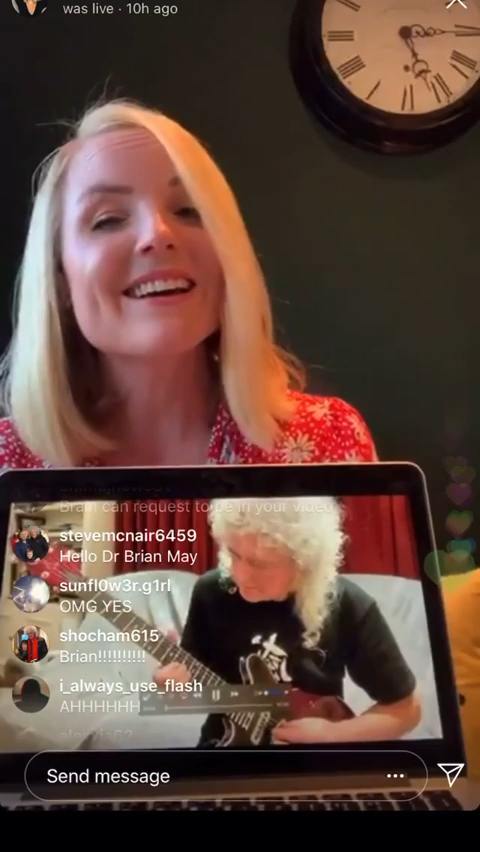 was live · 10h ago
Brian can request to be in your video
stevemcnair6459
Hello Dr Brian May
sunfl0w3r.g1rl
OMG YES
shocham615
Brian!!!!!!!!!!
i_always_use_flash
AHHHHHH
Send message